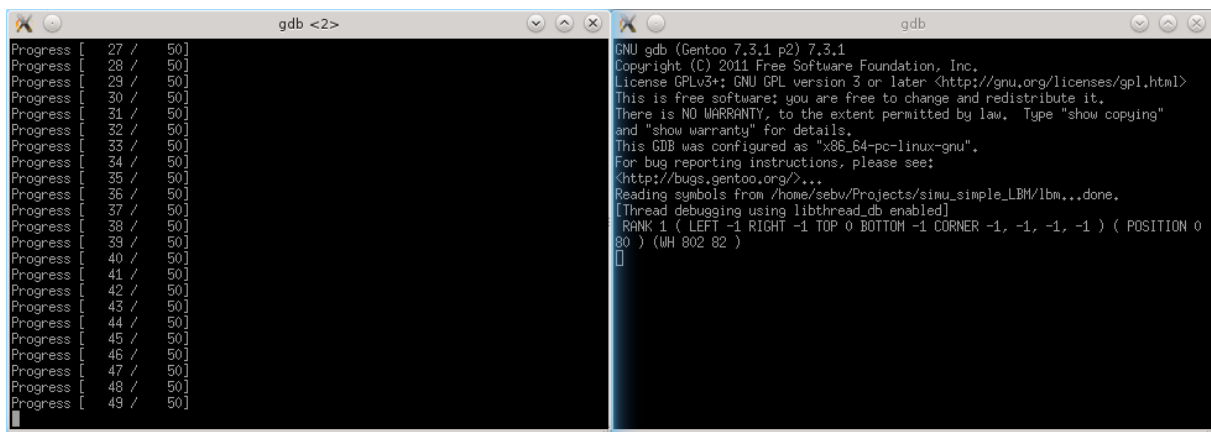 gdb <2>
Progress [   27 /    50]
Progress [   28 /    50]
Progress [   29 /    50]
Progress [   30 /    50]
Progress [   31 /    50]
Progress [   32 /    50]
Progress [   33 /    50]
Progress [   34 /    50]
Progress [   35 /    50]
Progress [   36 /    50]
Progress [   37 /    50]
Progress [   38 /    50]
Progress [   39 /    50]
Progress [   40 /    50]
Progress [   41 /    50]
Progress [   42 /    50]
Progress [   43 /    50]
Progress [   44 /    50]
Progress [   45 /    50]
Progress [   46 /    50]
Progress [   47 /    50]
Progress [   48 /    50]
Progress [   49 /    50]
gdb
GNU gdb (Gentoo 7.3.1 p2) 7.3.1
Copyright (C) 2011 Free Software Foundation, Inc.
License GPLv3+: GNU GPL version 3 or later <http://gnu.org/licenses/gpl.html>
This is free software: you are free to change and redistribute it.
There is NO WARRANTY, to the extent permitted by law.  Type "show copying"
and "show warranty" for details.
This GDB was configured as "x86_64-pc-linux-gnu".
For bug reporting instructions, please see:
<http://bugs.gentoo.org/>...
Reading symbols from /home/sebv/Projects/simu_simple_LBM/lbm...done.
[Thread debugging using libthread_db enabled]
 RANK 1 ( LEFT -1 RIGHT -1 TOP 0 BOTTOM -1 CORNER -1, -1, -1, -1 ) ( POSITION 0
80 ) (WH 802 82 )